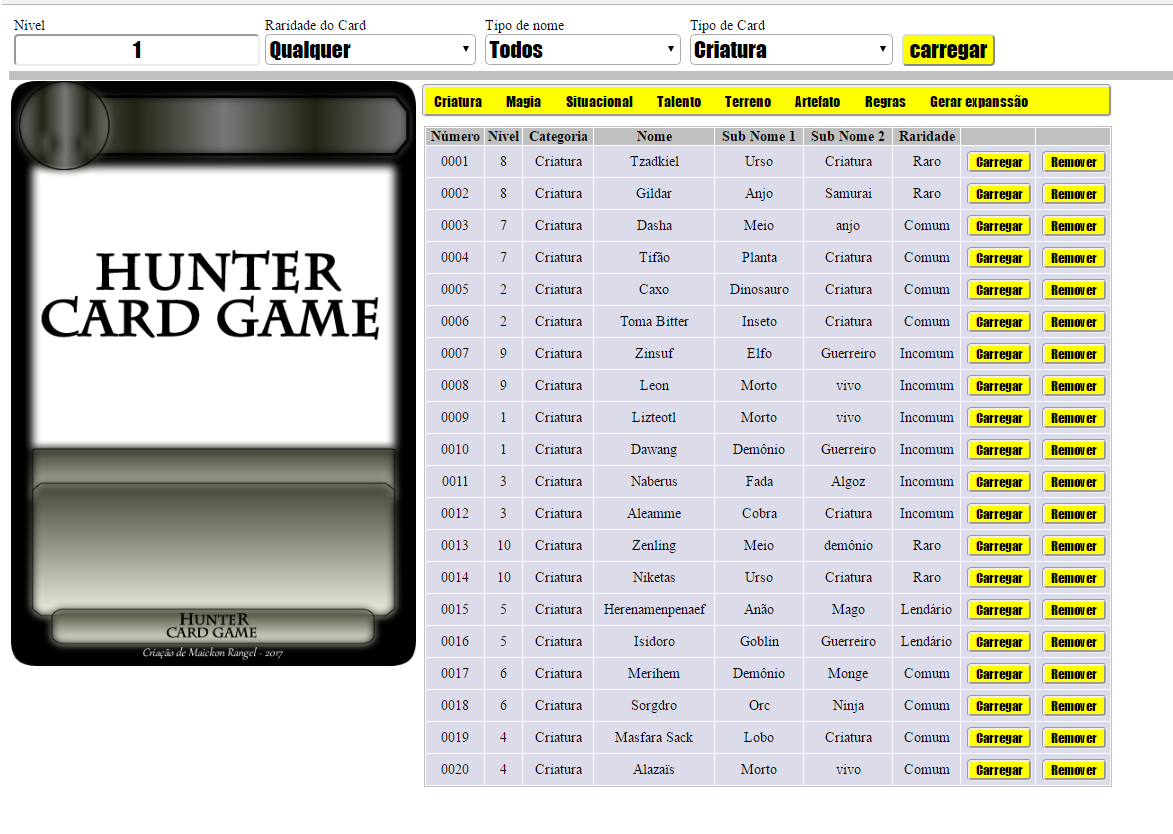 Nivel Raridade do Card Tipo de nome Tipo de Card
1 Qualquer Todos Criatura carregar
HUNTER
CARD GAME
HUNTER
CARD GAME
Criação de Maickon Rangel - 2017
Criatura Magia Situacional Talento Terreno Artefato Regras Gerar expanssão
Número Nível Categoria Nome Sub Nome 1 Sub Nome 2 Raridade
0001 8 Criatura Tzadkiel Urso Criatura Raro Carregar Remover
0002 8 Criatura Gildar Anjo Samurai Raro Carregar Remover
0003 7 Criatura Dasha Meio anjo Comum Carregar Remover
0004 7 Criatura Tifão Planta Criatura Comum Carregar Remover
0005 2 Criatura Caxo Dinosauro Criatura Comum Carregar Remover
0006 2 Criatura Toma Bitter Inseto Criatura Comum Carregar Remover
0007 9 Criatura Zinsuf Elfo Guerreiro Incomum Carregar Remover
0008 9 Criatura Leon Morto vivo Incomum Carregar Remover
0009 1 Criatura Lizteotl Morto vivo Incomum Carregar Remover
0010 1 Criatura Dawang Demônio Guerreiro Incomum Carregar Remover
0011 3 Criatura Naberus Fada Algoz Incomum Carregar Remover
0012 3 Criatura Aleamme Cobra Criatura Incomum Carregar Remover
0013 10 Criatura Zenling Meio demônio Raro Carregar Remover
0014 10 Criatura Niketas Urso Criatura Raro Carregar Remover
0015 5 Criatura Herenamenpenaef Anão Mago Lendário Carregar Remover
0016 5 Criatura Isidoro Goblin Guerreiro Lendário Carregar Remover
0017 6 Criatura Merihem Demônio Monge Comum Carregar Remover
0018 6 Criatura Sorgdro Orc Ninja Comum Carregar Remover
0019 4 Criatura Masfara Sack Lobo Criatura Comum Carregar Remover
0020 4 Criatura Alazaïs Morto vivo Comum Carregar Remover